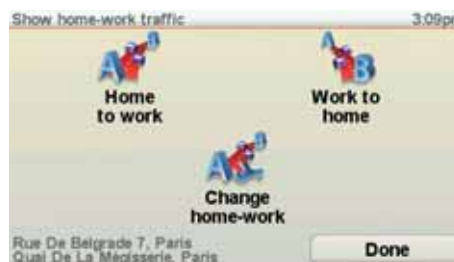 Show home-work traffic 3:09p
A B
A B
Home Work to
to work home
A B
Change
home-work
Rue De Belgrade 7, Paris
Quai De La Mégisserie, Paris
Done